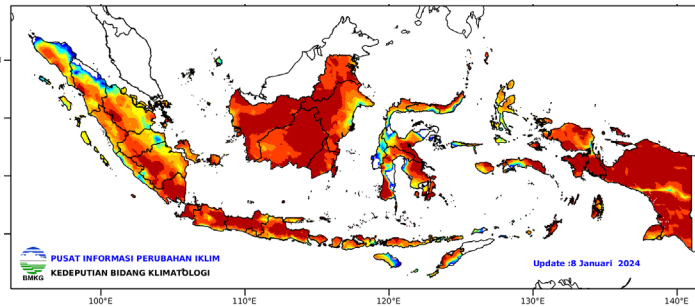 PUSAT INFORMASI PERUBAHAN IKLIM
KEDEPUTIAN BIDANG KLIMATOLOGI
BMKG
Update :8 Januari 2024
100°E 110°E 120°E 130°E 140°E